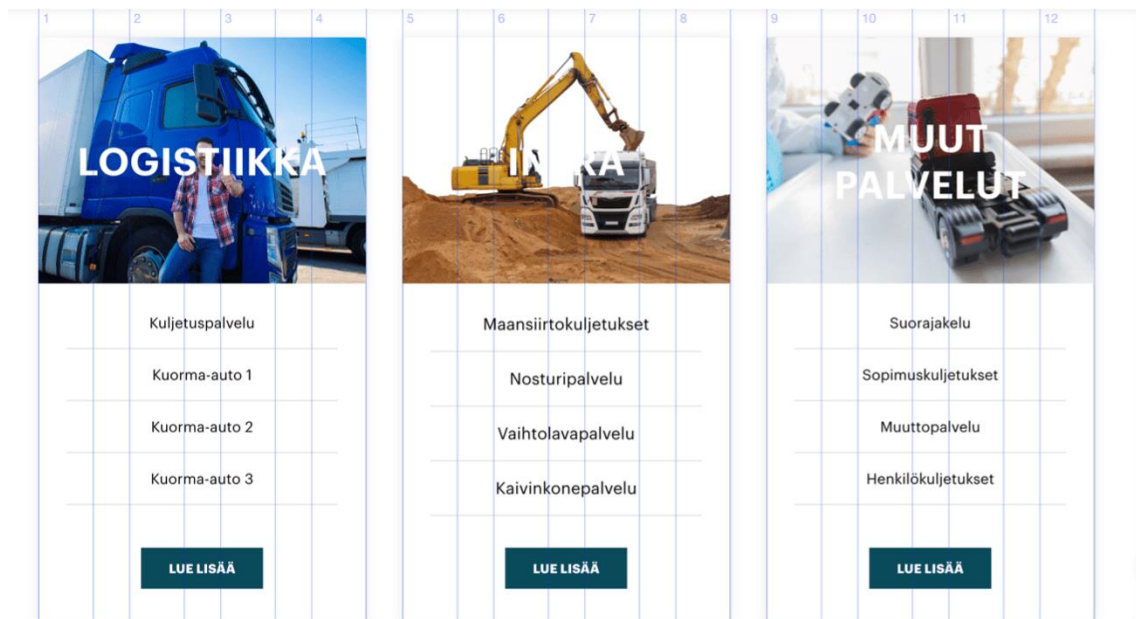 1 2 3 4 5 6 7 8 9 10 11 12
LOGISTIIKKA
Kuljetuspalvelu
Kuorma-auto 1
Kuorma-auto 2
Kuorma-auto 3
LUE LISÄÄ
INFRA
Maansiirtokuljetukset
Nosturipalvelu
Vaihtolavapalvelu
Kaivinkonepalvelu
LUE LISÄÄ
MUUT
PALVELUT
Suorajakelu
Sopimuskuljetukset
Muuttopalvelu
Henkilökuljetukset
LUE LISÄÄ